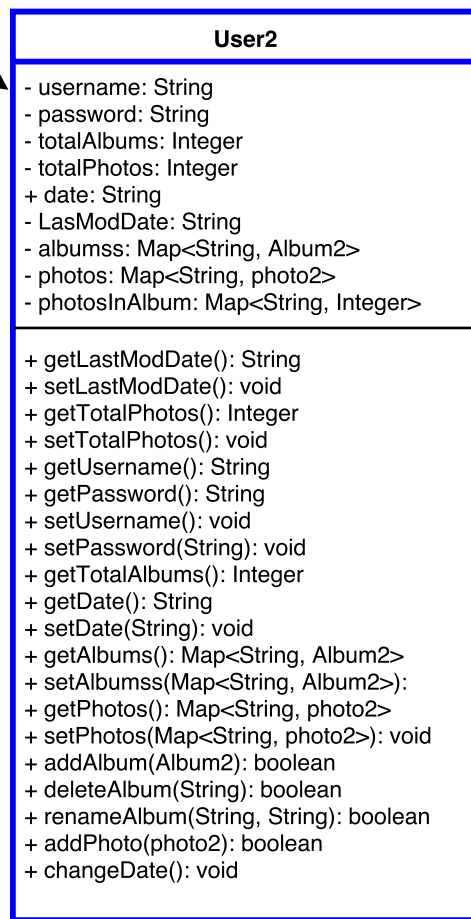 User2
- username: String
- password: String
- totalAlbums: Integer
- totalPhotos: Integer
+ date: String
- LasModDate: String
- albumss: Map<String, Album2>
- photos: Map<String, photo2>
- photosInAlbum: Map<String, Integer>
+ getLastModDate(): String
+ setLastModDate(): void
+ getTotalPhotos(): Integer
+ setTotalPhotos(): void
+ getUsername(): String
+ getPassword(): String
+ setUsername(): void
+ setPassword(String): void
+ getTotalAlbums(): Integer
+ getDate(): String
+ setDate(String): void
+ getAlbums(): Map<String, Album2>
+ setAlbumss(Map<String, Album2>):
+ getPhotos(): Map<String, photo2>
+ setPhotos(Map<String, photo2>): void
+ addAlbum(Album2): boolean
+ deleteAlbum(String): boolean
+ renameAlbum(String, String): boolean
+ addPhoto(photo2): boolean
+ changeDate(): void